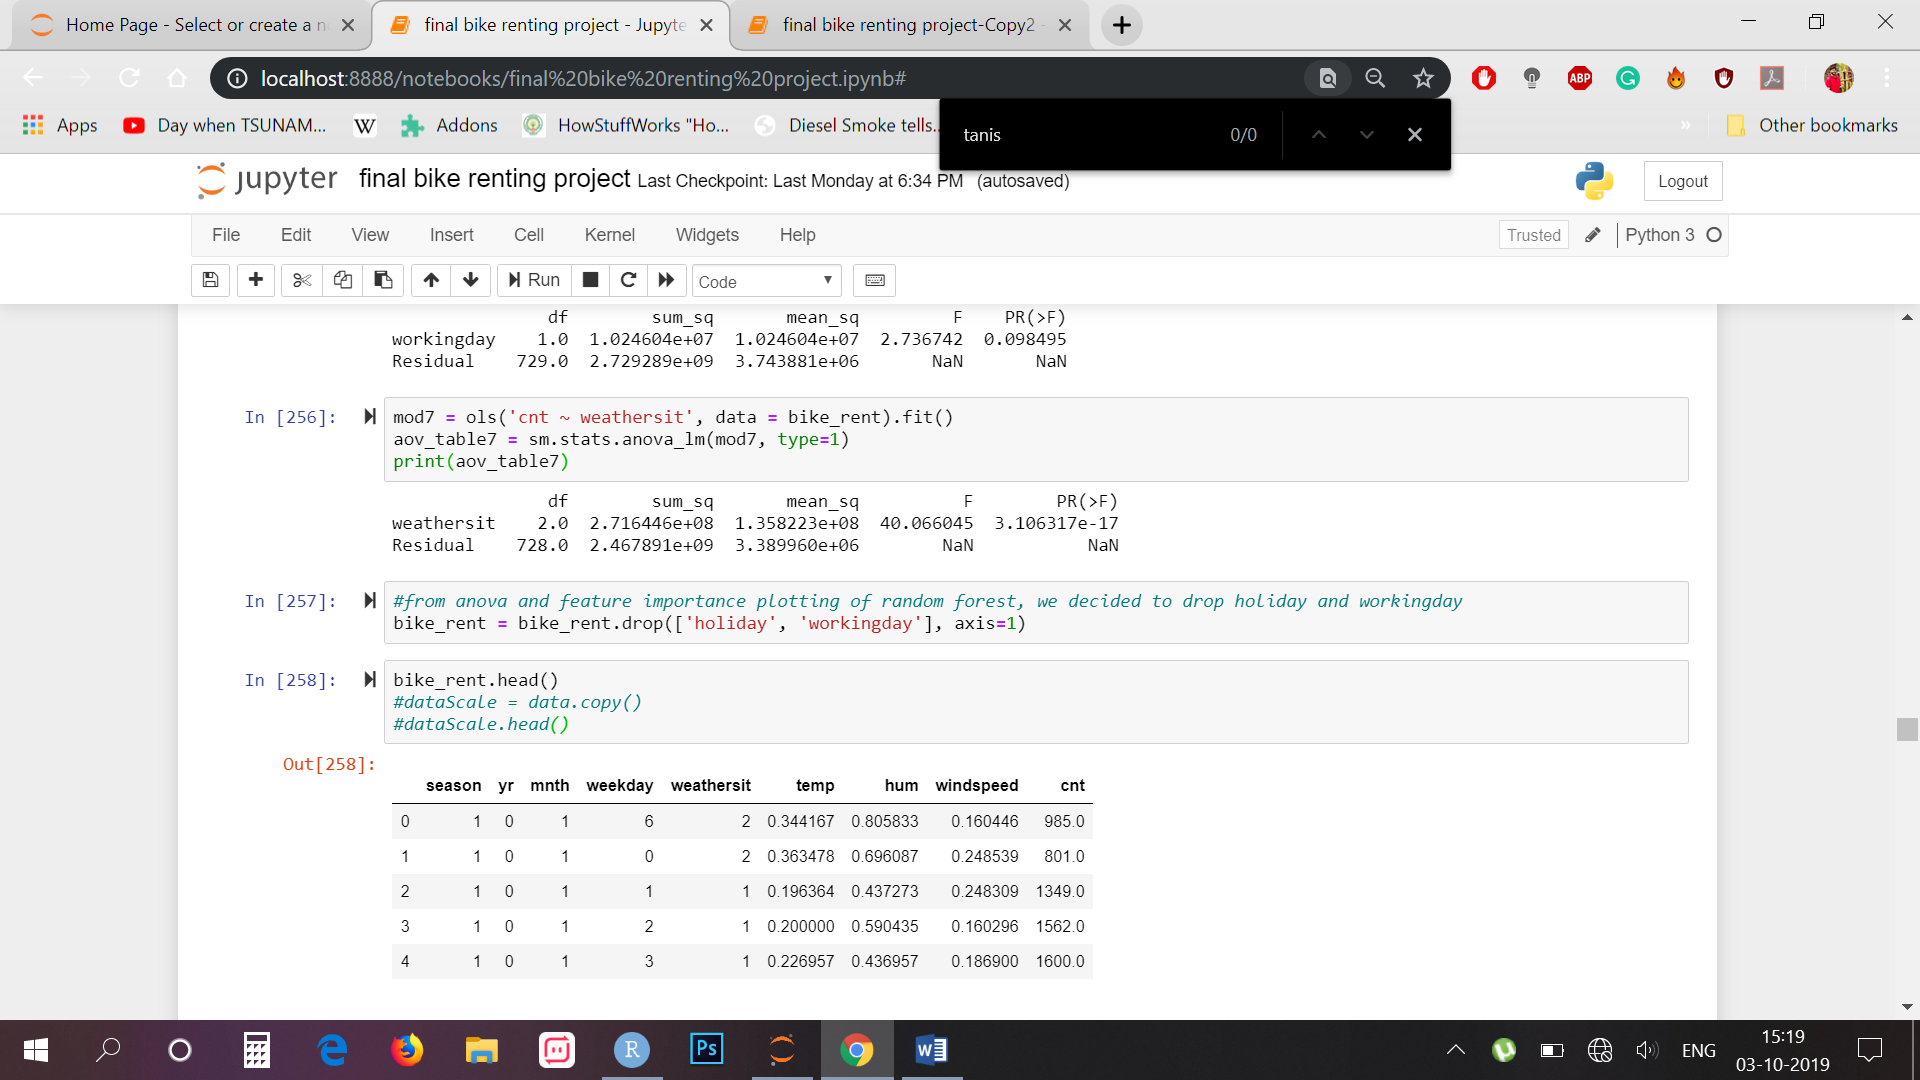 Home Page - Select or create a n
final bike renting project - Jupyte
final bike renting project-Copy2 -
localhost:8888/notebooks/final%20bike%20renting%20project.ipynb#
ABP
Apps
Day when TSUNAM...
W
Addons
HowStuffWorks "Ho...
Diesel Smoke tells...
tanis
0/0
»
Other bookmarks
jupyter
final bike renting project Last Checkpoint: Last Monday at 6:34 PM (autosaved)
Logout
File Edit View Insert Cell Kernel Widgets Help
Trusted
Python 3
Run
Code
df sum_sq mean_sq F PR(>F)
workingday 1.0 1.024604e+07 1.024604e+07 2.736742 0.098495
Residual 729.0 2.729289e+09 3.743881e+06 NaN NaN
In [256]:
mod7 = ols('cnt ~ weathersit', data = bike_rent).fit()
aov_table7 = sm.stats.anova_lm(mod7, type=1)
print(aov_table7)
df sum_sq mean_sq F PR(>F)
weathersit 2.0 2.716446e+08 1.358223e+08 40.066045 3.106317e-17
Residual 728.0 2.467891e+09 3.389960e+06 NaN NaN
In [257]:
#from anova and feature importance plotting of random forest, we decided to drop holiday and workingday
bike_rent = bike_rent.drop(['holiday', 'workingday'], axis=1)
In [258]:
bike_rent.head()
#dataScale = data.copy()
#dataScale.head()
Out[258]:
season yr mnth weekday weathersit temp hum windspeed cnt
0 1 0 1 6 2 0.344167 0.805833 0.160446 985.0
1 1 0 1 0 2 0.363478 0.696087 0.248539 801.0
2 1 0 1 1 1 0.196364 0.437273 0.248309 1349.0
3 1 0 1 2 1 0.200000 0.590435 0.160296 1562.0
4 1 0 1 3 1 0.226957 0.436957 0.186900 1600.0
R
Ps
W
ENG
15:19
03-10-2019